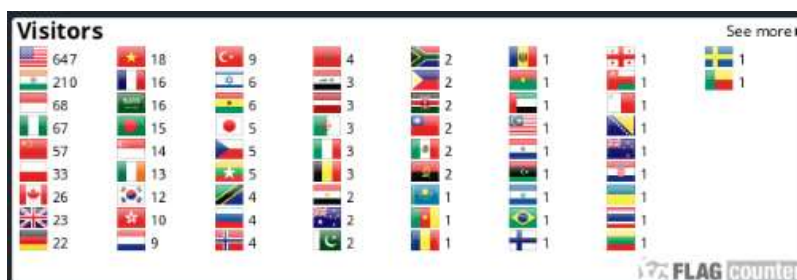 Visitors
See more
647 18 9 4 2 1 1 1
210 16 6 3 2 1 1 1
68 16 6 3 2 1 1
67 15 5 3 2 1 1
57 14 5 3 2 1 1
33 13 5 3 2 1 1
26 12 4 2 1 1 1
23 10 4 2 1 1 1
22 9 4 2 1 1 1
FLAG counter